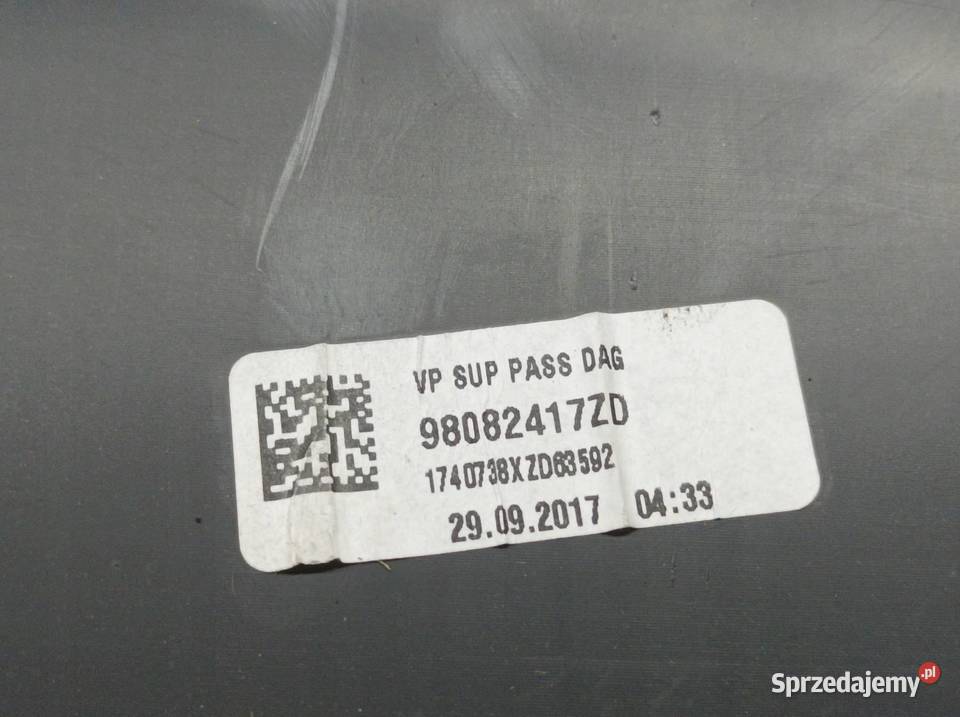 VP SUP PASS DAG
98082417ZD
1740738XZD63592
29.09.2017 04:33
Sprzedajemy.pl